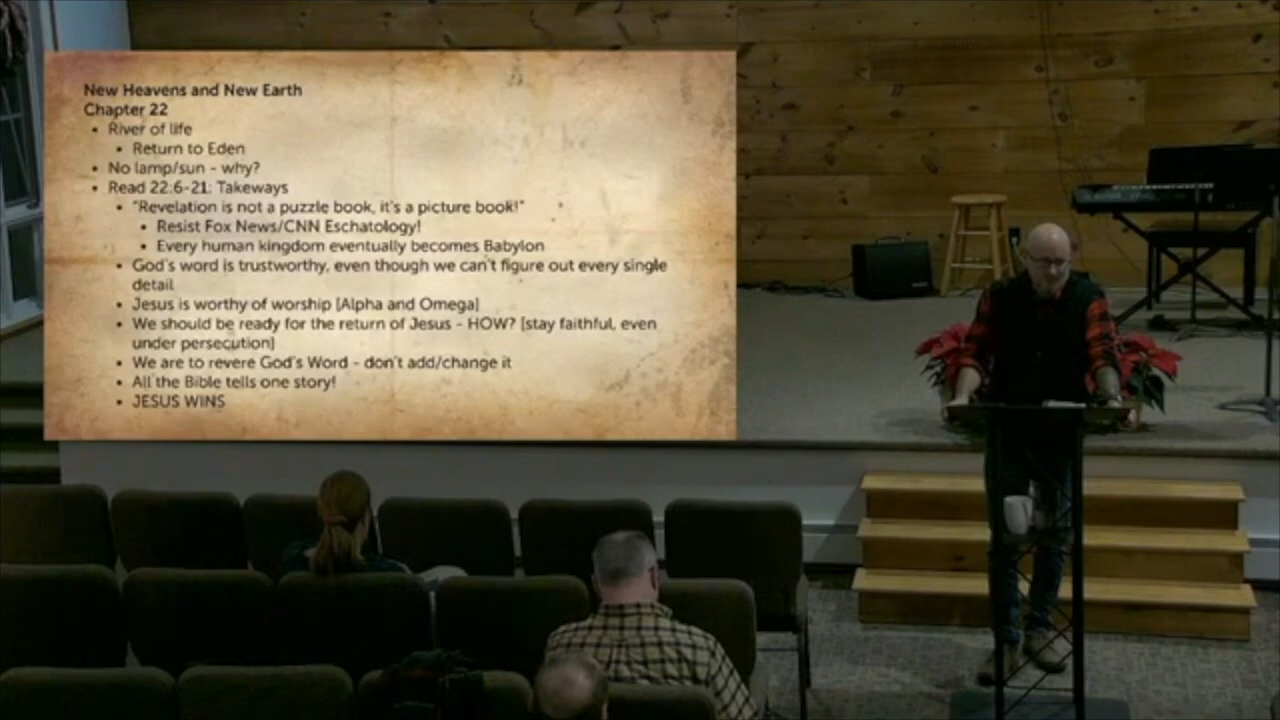 New Heavens and New Earth
Chapter 22
• River of life
• Return to Eden
• No lamp/sun - why?
• Read 22:6-21: Takeways
• "Revelation is not a puzzle book, it's a picture book!"
• Resist Fox News/CNN Eschatology!
• Every human kingdom eventually becomes Babylon
• God's word is trustworthy, even though we can't figure out every single
detail
• Jesus is worthy of worship [Alpha and Omega]
• We should be ready for the return of Jesus - HOW? [stay faithful, even
under persecution]
• We are to revere God's Word - don't add/change it
• All the Bible tells one story!
• JESUS WINS